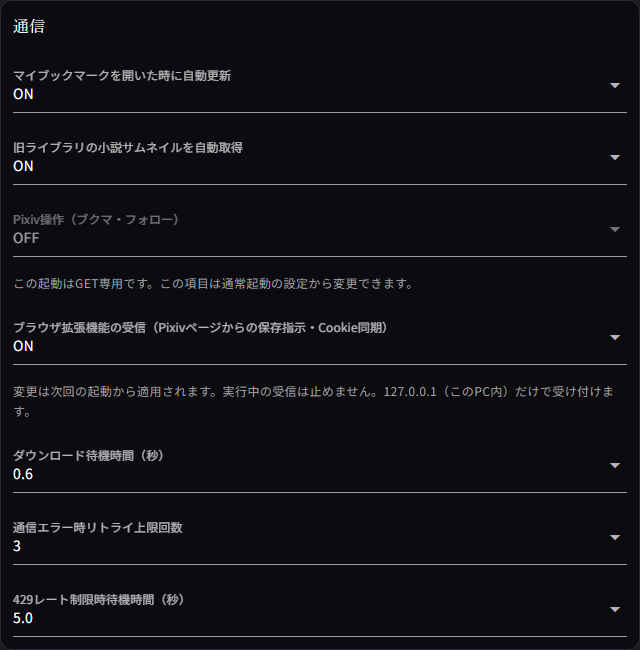 通信
マイブックマークを開いた時に自動更新
ON
旧ライブラリの小説サムネイルを自動取得
ON
Pixiv操作（ブクマ・フォロー）
OFF
この起動はGET専用です。この項目は通常起動の設定から変更できます。
ブラウザ拡張機能の受信（Pixivページからの保存指示・Cookie同期）
ON
変更は次回の起動から適用されます。実行中の受信は止めません。127.0.0.1（このPC内）だけで受け付けま
す。
ダウンロード待機時間（秒）
0.6
通信エラー時リトライ上限回数
3
429レート制限時待機時間（秒）
5.0